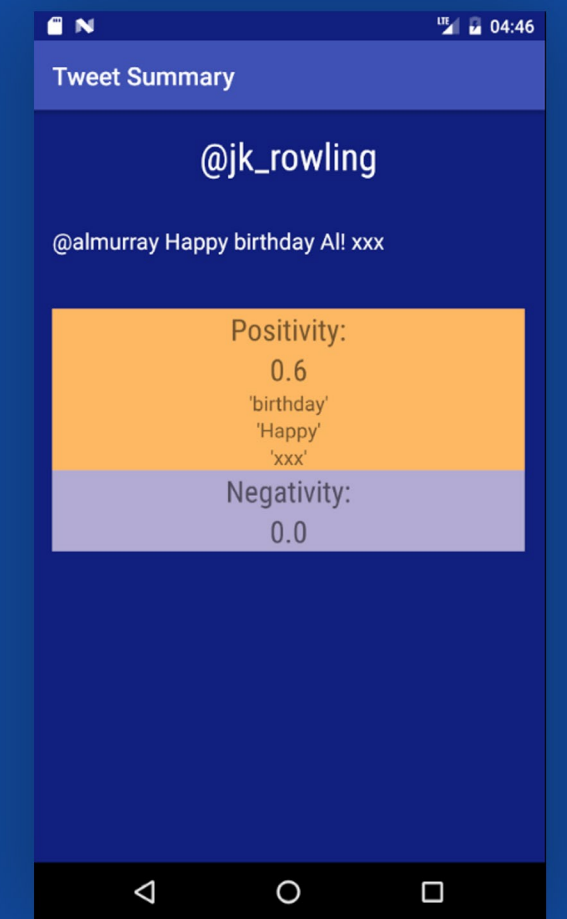 LTE 04:46
Tweet Summary
@jk_rowling
@almurray Happy birthday Al! xxx
Positivity:
0.6
'birthday'
'Happy'
'xxx'
Negativity:
0.0